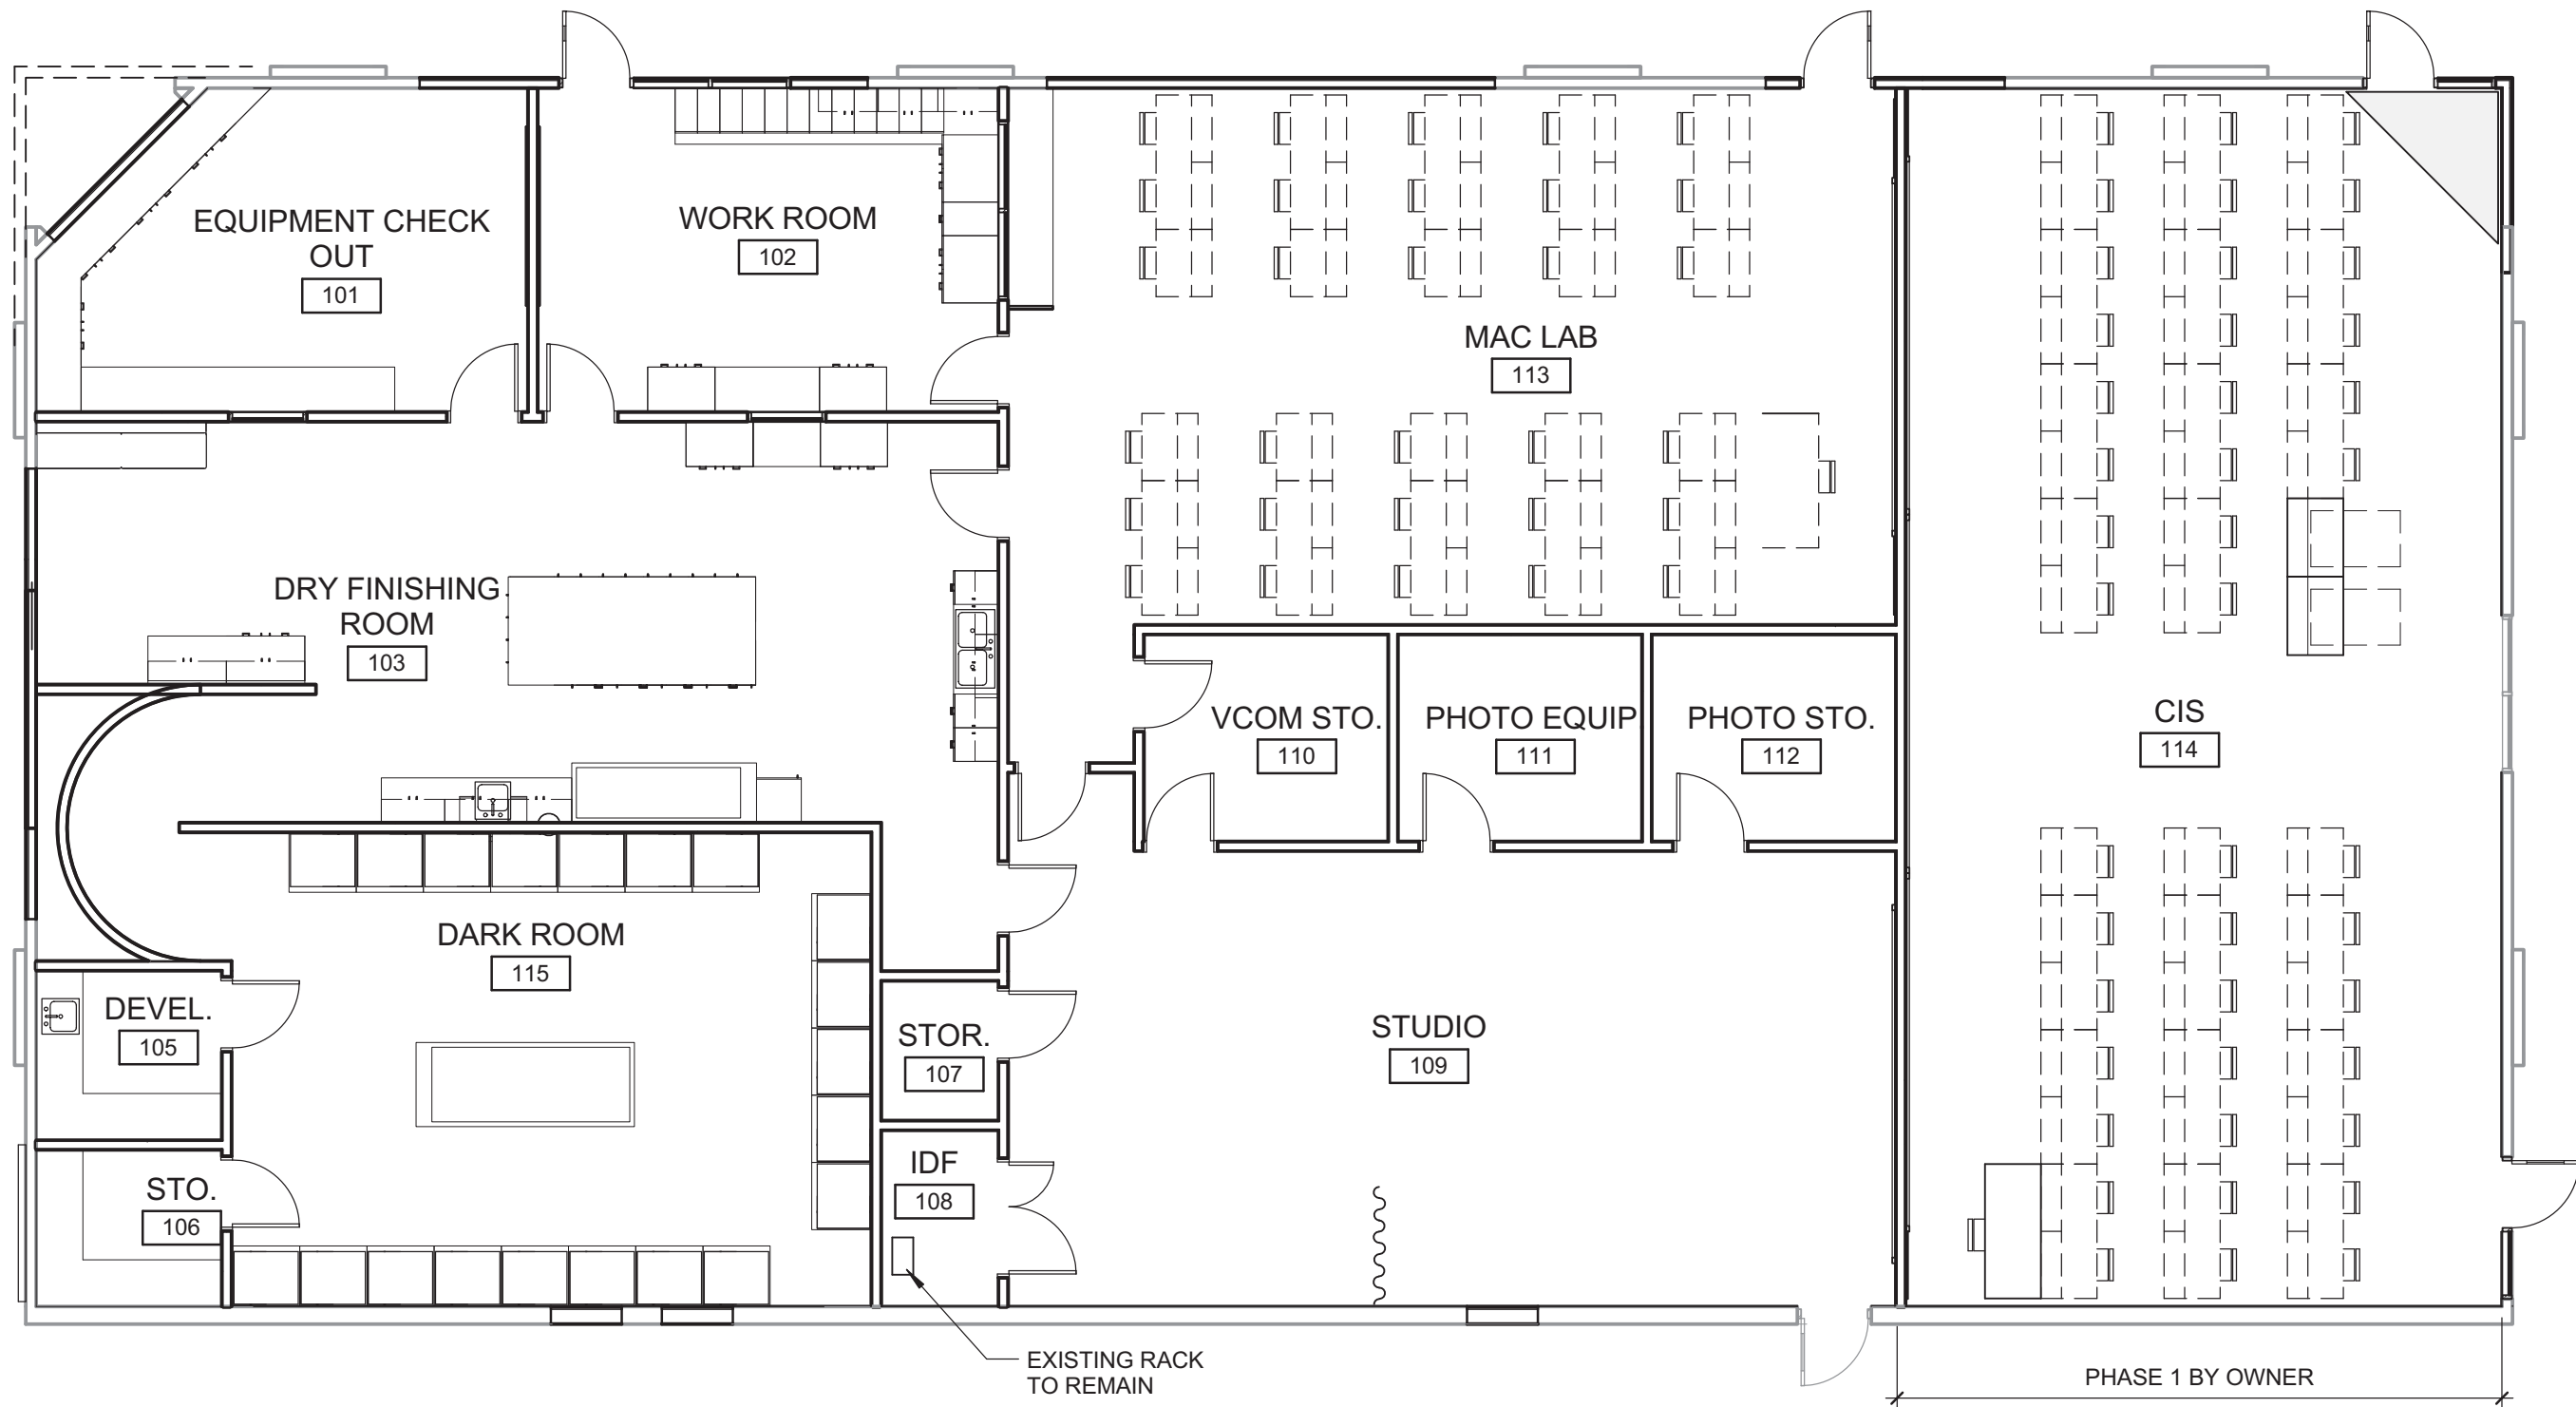 EQUIPMENT CHECK
OUT
101
WORK ROOM
102
MAC LAB
113
DRY FINISHING
ROOM
103
VCOM STO.
110
PHOTO EQUIP
111
PHOTO STO.
112
CIS
114
DARK ROOM
115
DEVEL.
105
STOR.
107
STUDIO
109
STO.
106
IDF
108
EXISTING RACK
TO REMAIN
PHASE 1 BY OWNER